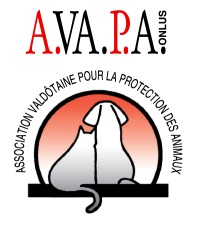 A.VA.P.A.
ONLUS
ASSOCIATION VALDÔTAINE POUR LA PROTECTION DES ANIMAUX